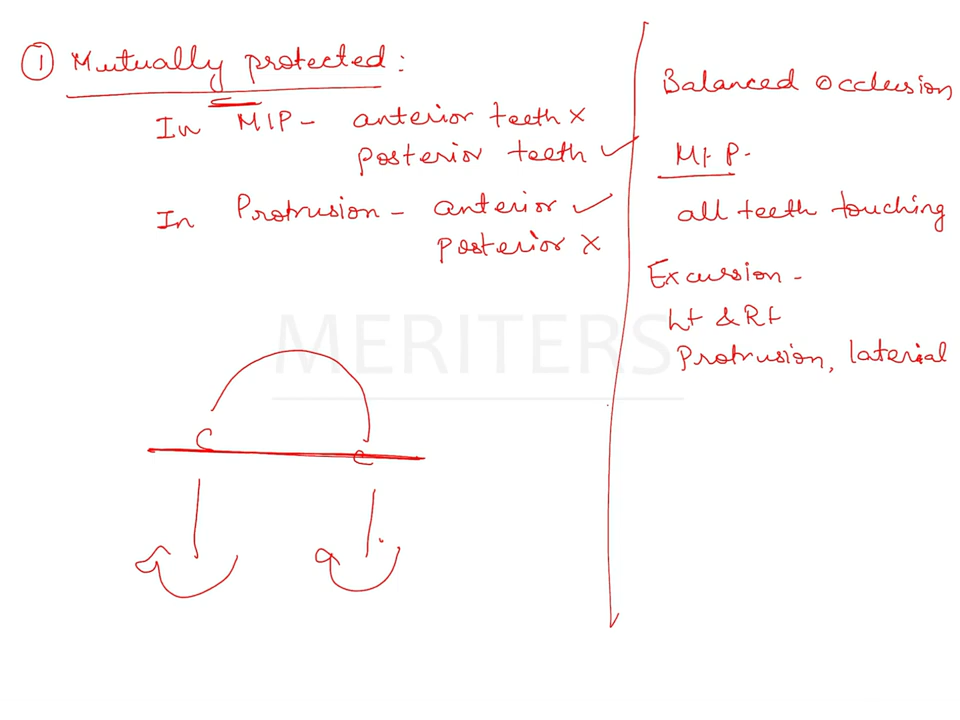 ① Mutually protected :
In MIP - anterior teeth x
posterior teeth ✓
In Protrusion - anterior ✓
posterior x
Balanced occlusion
MIP -
all teeth touching
Excussion -
Lt & Rt
Protrusion, laterial
MERITERS
C
C